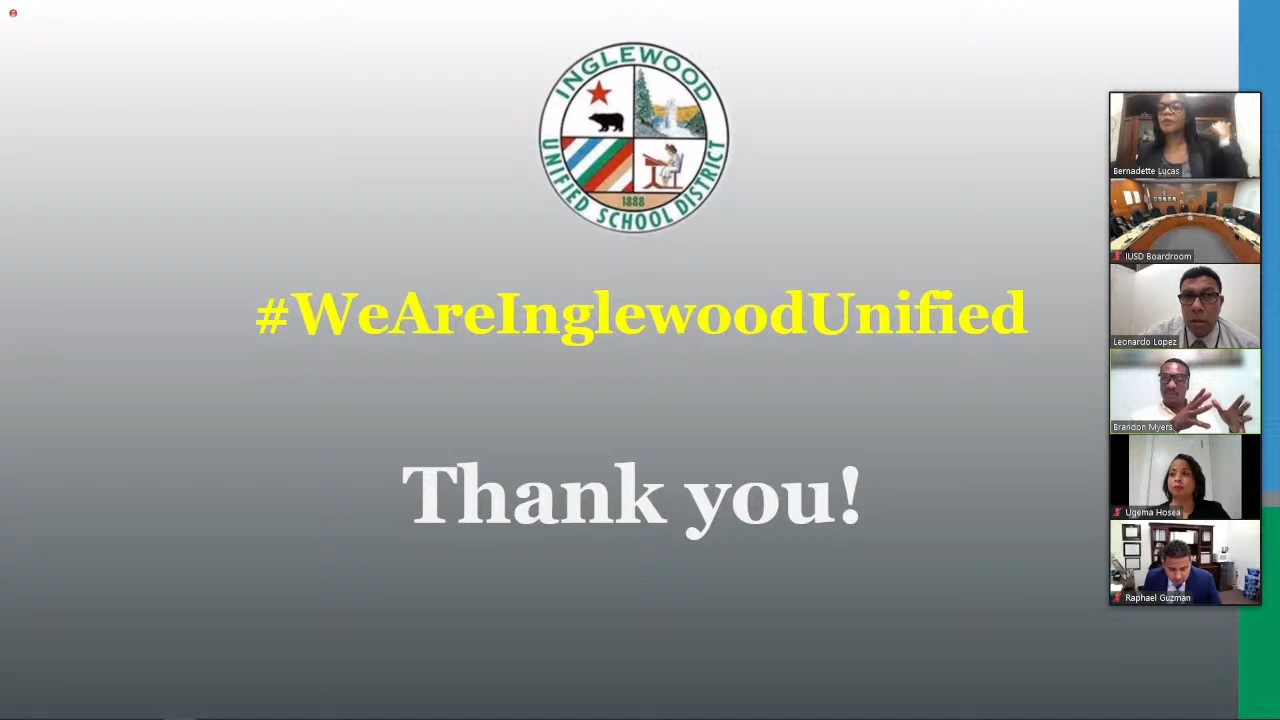 INGLEWOOD
UNIFIED SCHOOL DISTRICT
1888
#WeAreInglewoodUnified
Thank you!
Bernadette Lucas
IUSD Boardroom
Leonardo Lopez
Brandon Myers
Ugema Hosea
Raphael Guzman